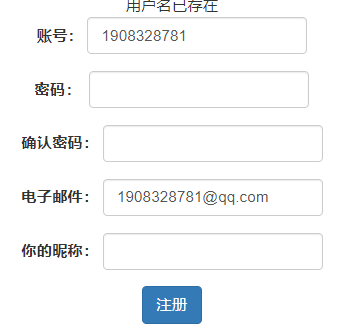 用户名已存在
账号： 1908328781
密码：
确认密码：
电子邮件： 1908328781@qq.com
你的昵称：
注册